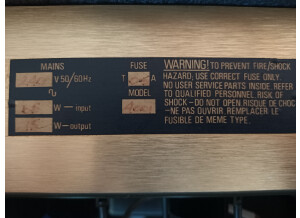 MAINS
FUSE
WARNING! TO PREVENT FIRE/SHOCK
V 50/60Hz
T A
HAZARD, USE CORRECT FUSE ONLY.
NO USER SERVICE PARTS INSIDE. REFER
MODEL
TO QUALIFIED PERSONNEL. RISK OF
W-input
SHOCK-DO NOT OPEN. RISQUE DE CHOC
-NE PAS OUVRIR. REMPLACER LE
W-output
FUSIBLE DE MEME TYPE.